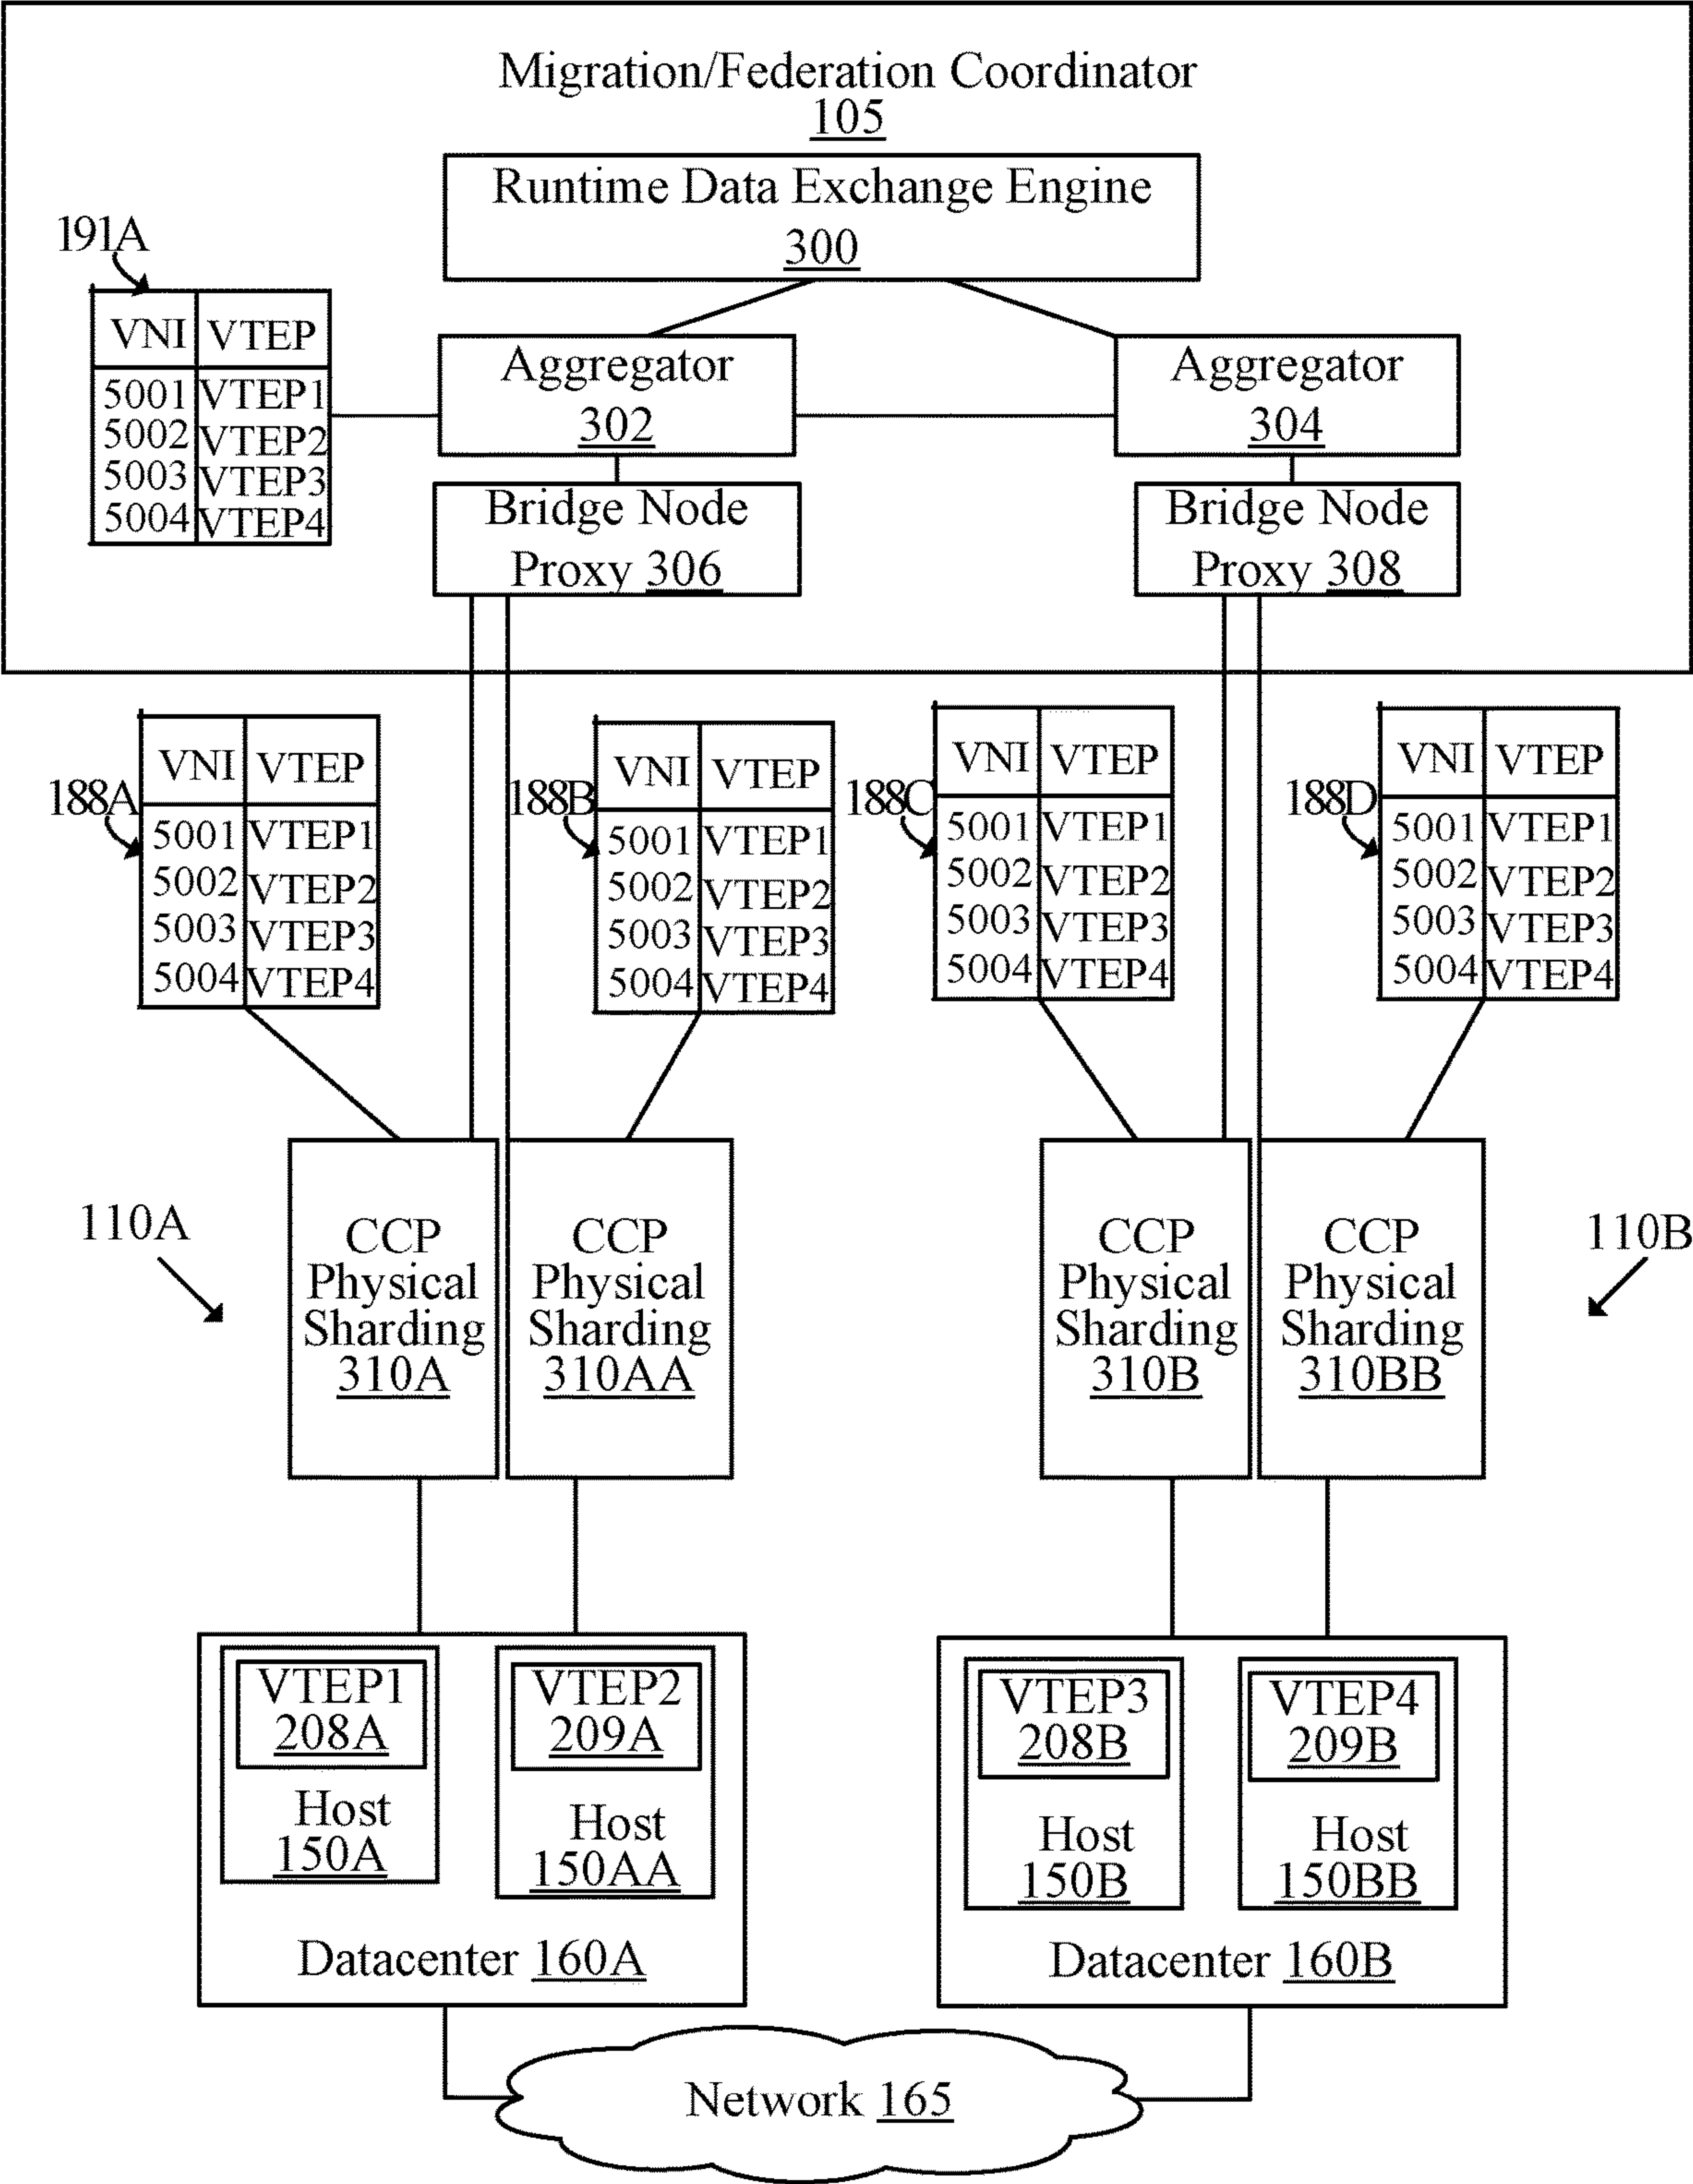 Migration/Federation Coordinator
105
Runtime Data Exchange Engine
300
191A
VNI VTEP
5001 VTEP1
5002 VTEP2
5003 VTEP3
5004 VTEP4
Aggregator
302
Aggregator
304
Bridge Node
Proxy 306
Bridge Node
Proxy 308
188A
VNI VTEP
5001 VTEP1
5002 VTEP2
5003 VTEP3
5004 VTEP4
188B
VNI VTEP
5001 VTEP1
5002 VTEP2
5003 VTEP3
5004 VTEP4
188C
VNI VTEP
5001 VTEP1
5002 VTEP2
5003 VTEP3
5004 VTEP4
188D
VNI VTEP
5001 VTEP1
5002 VTEP2
5003 VTEP3
5004 VTEP4
110A
CCP
Physical
Sharding
310A
CCP
Physical
Sharding
310AA
CCP
Physical
Sharding
310B
CCP
Physical
Sharding
310BB
110B
VTEP1
208A
Host
150A
VTEP2
209A
Host
150AA
Datacenter 160A
VTEP3
208B
Host
150B
VTEP4
209B
Host
150BB
Datacenter 160B
Network 165